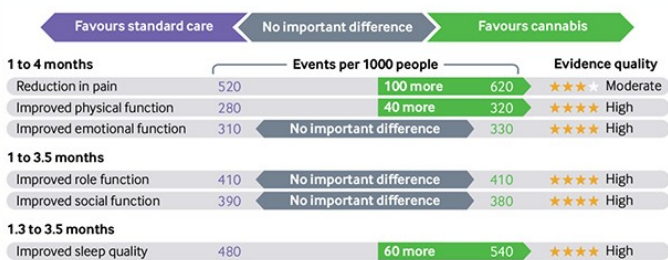 Favours standard care No important difference Favours cannabis
1 to 4 months Events per 1000 people Evidence quality
Reduction in pain 520 100 more 620 Moderate
Improved physical function 280 40 more 320 High
Improved emotional function 310 No important difference 330 High
1 to 3.5 months
Improved role function 410 No important difference 410 High
Improved social function 390 No important difference 380 High
1.3 to 3.5 months
Improved sleep quality 480 60 more 540 High